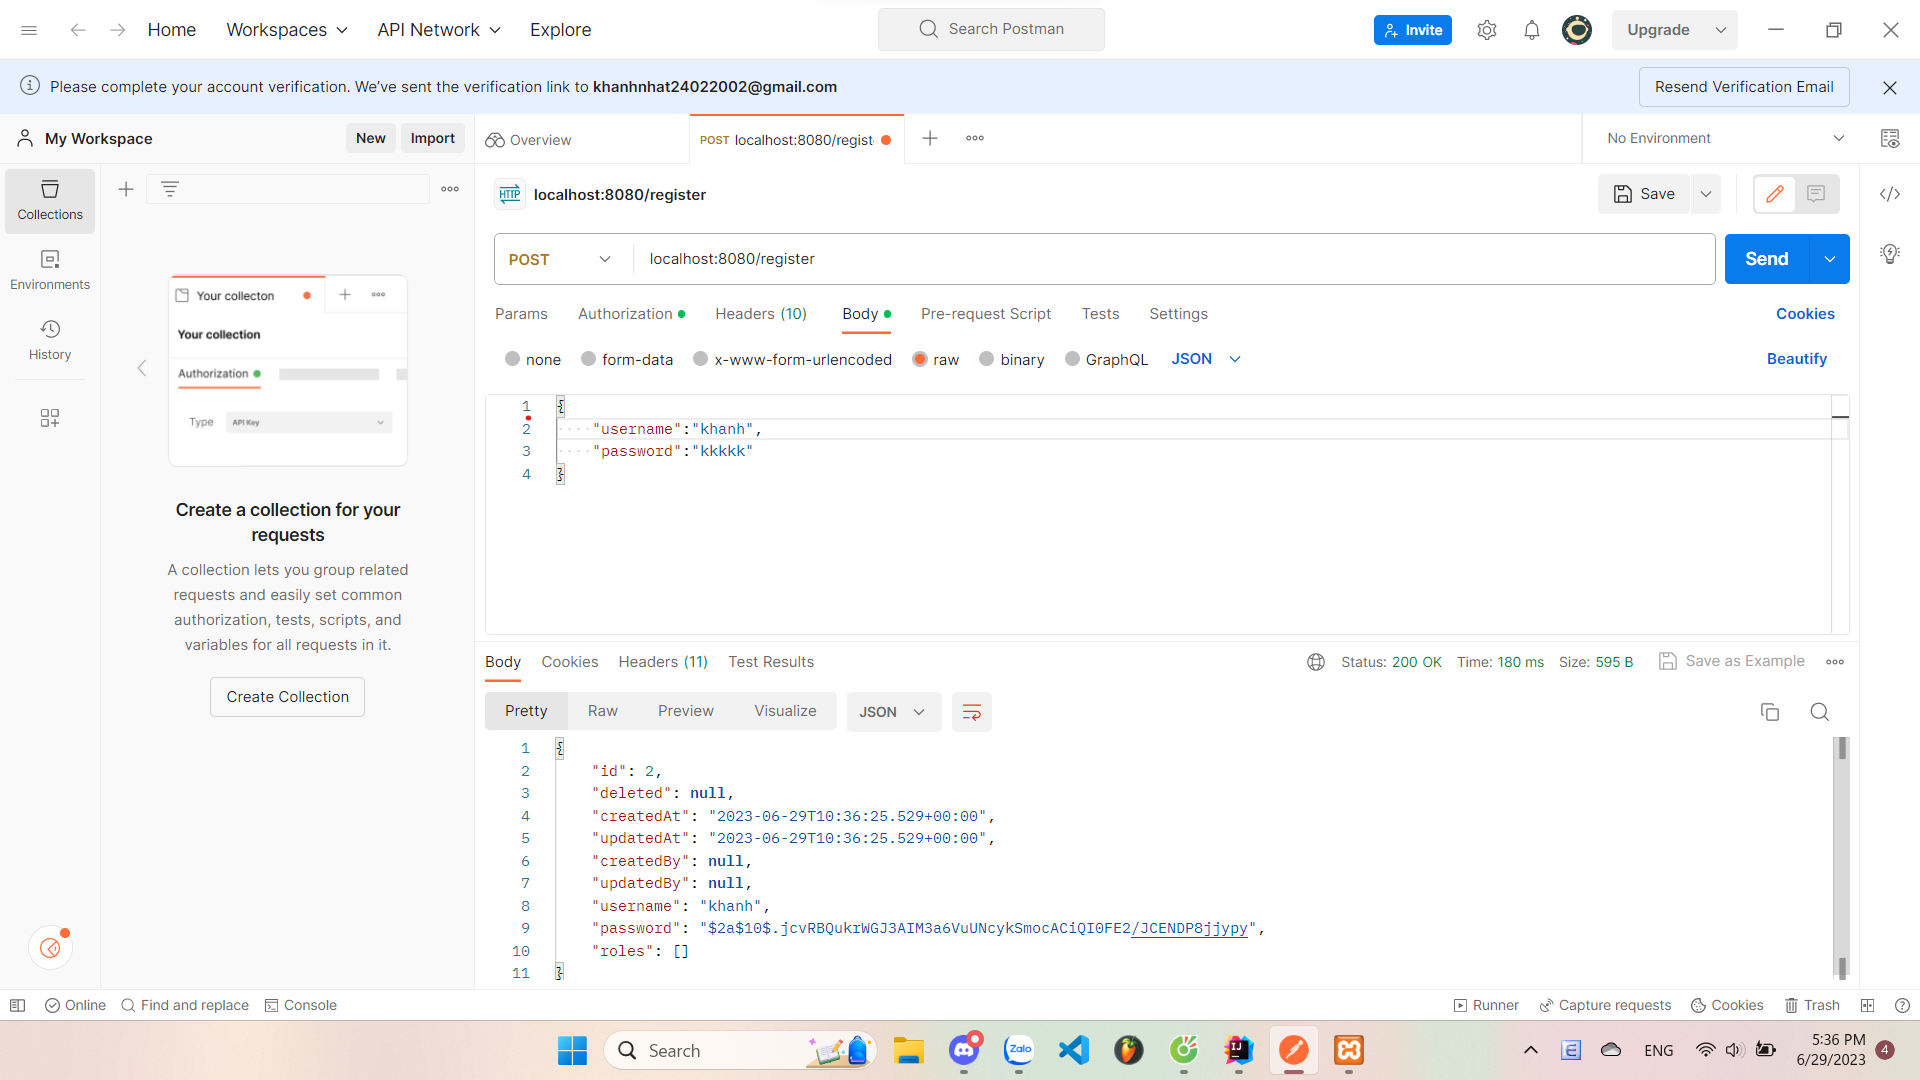 Home Workspaces API Network Explore Search Postman Invite Upgrade
Please complete your account verification. We've sent the verification link to khanhnhat24022002@gmail.com Resend Verification Email
My Workspace New Import Overview POST localhost:8080/regist No Environment
Collections
Environments
History
Your collecton
Your collection
Authorization
Type API Key
Create a collection for your
requests
A collection lets you group related
requests and easily set common
authorization, tests, scripts, and
variables for all requests in it.
Create Collection
HTTP localhost:8080/register Save
POST localhost:8080/register Send
Params Authorization Headers (10) Body Pre-request Script Tests Settings Cookies
none form-data x-www-form-urlencoded raw binary GraphQL JSON Beautify
1 {
2 "username":"khanh",
3 "password":"kkkkk"
4 }
Body Cookies Headers (11) Test Results Status: 200 OK Time: 180 ms Size: 595 B Save as Example
Pretty Raw Preview Visualize JSON
1 {
2 "id": 2,
3 "deleted": null,
4 "createdAt": "2023-06-29T10:36:25.529+00:00",
5 "updatedAt": "2023-06-29T10:36:25.529+00:00",
6 "createdBy": null,
7 "updatedBy": null,
8 "username": "khanh",
9 "password": "$2a$10$.jcvRBQukrWGJ3AIM3a6VuUNcykSmocACiQI0FE2/JCENDP8jjypy",
10 "roles": []
11 }
Online Find and replace Console Runner Capture requests Cookies Trash
Search Zalo IJ E ENG 5:36 PM
6/29/2023 4